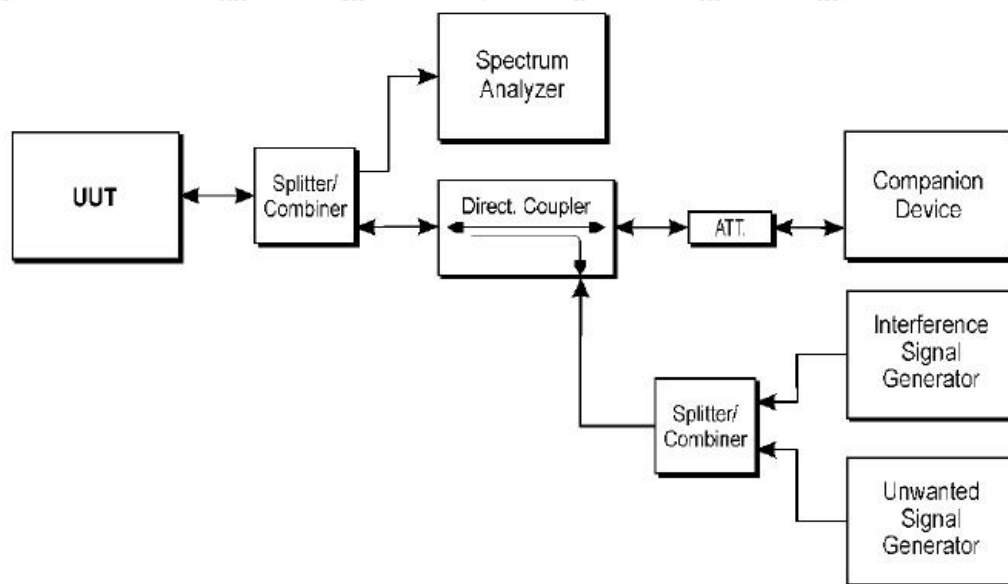 Spectrum
Analyzer
UUT
Splitter/
Combiner
Direct. Coupler
ATT.
Companion
Device
Interference
Signal
Generator
Splitter/
Combiner
Unwanted
Signal
Generator